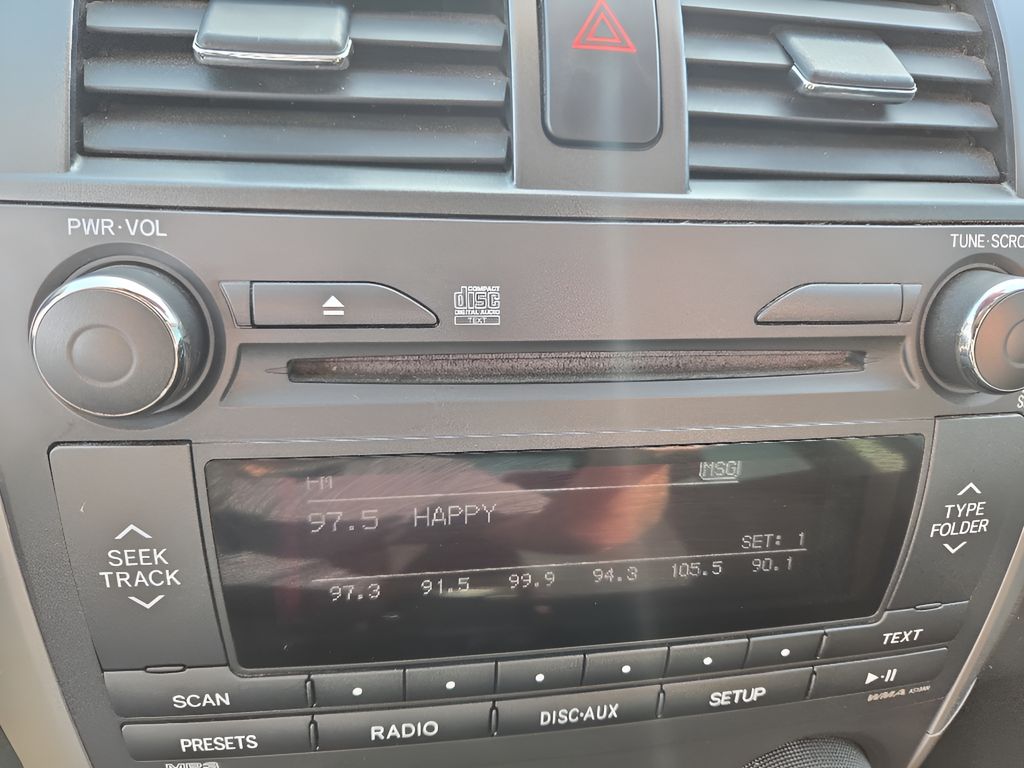 PWR·VOL
TUNE·SCRO
COMPACT
disc
DIGITAL AUDIO
TEXT
FM
MSG
97.5 HAPPY
SET: 1
97.3 91.5 99.9 94.3 105.5 90.1
SEEK
TRACK
TYPE
FOLDER
TEXT
SCAN
PRESETS
RADIO
DISC·AUX
SETUP
WMA
MP3